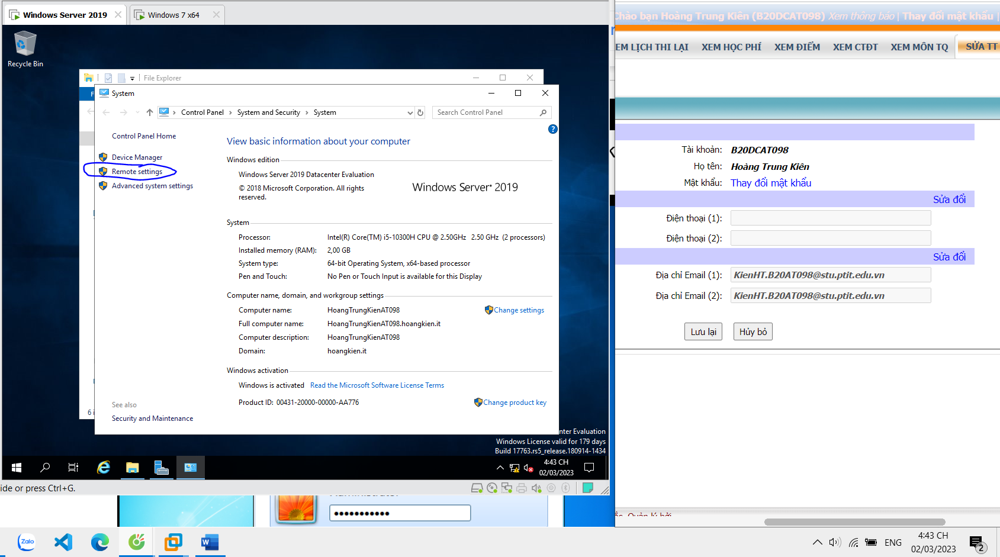 Windows Server 2019
Windows 7 x64
Recycle Bin
File Explorer
F
System
Control Panel
System and Security
System
Search Control Panel
?
Control Panel Home
Device Manager
Remote settings
Advanced system settings
See also
Security and Maintenance
6
View basic information about your computer
Windows edition
Windows Server 2019 Datacenter Evaluation
© 2018 Microsoft Corporation. All rights
reserved.
Windows Server® 2019
System
Processor: Intel(R) Core(TM) i5-10300H CPU @ 2.50GHz 2.50 GHz (2 processors)
Installed memory (RAM): 2,00 GB
System type: 64-bit Operating System, x64-based processor
Pen and Touch: No Pen or Touch Input is available for this Display
Computer name, domain, and workgroup settings
Computer name: HoangTrungKienAT098
Change settings
Full computer name: HoangTrungKienAT098.hoangkien.it
Computer description: HoangTrungKienAT098
Domain: hoangkien.it
Windows activation
Windows is activated Read the Microsoft Software License Terms
Product ID: 00431-20000-00000-AA776
Change product key
nter Evaluation
Windows License valid for 179 days
Build 17763.rs5_release.180914-1434
4:43 CH
02/03/2023
ide or press Ctrl+G.
Chào bạn Hoàng Trung Kiên (B20DCAT098) Xem thông báo | Thay đổi mật khẩu |
EM LỊCH THI LẠI
XEM HỌC PHÍ
XEM ĐIỂM
XEM CTĐT
XEM MÔN TQ
SỬA TT
Tài khoản: B20DCAT098
Họ tên: Hoàng Trung Kiên
Mật khẩu: Thay đổi mật khẩu
Sửa đổi
Điện thoại (1):
Điện thoại (2):
Sửa đổi
Địa chỉ Email (1): KienHT.B20AT098@stu.ptit.edu.vn
Địa chỉ Email (2): KienHT.B20AT098@stu.ptit.edu.vn
Lưu lại
Hủy bỏ
Zalo
ENG
4:43 CH
02/03/2023
2